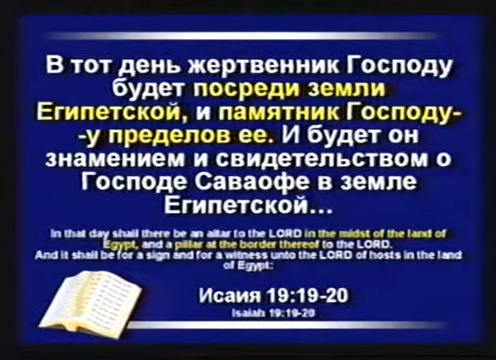 В тот день жертвенник Господу
будет посреди земли
Египетской, и памятник Господу-
-у пределов ее. И будет он
знамением и свидетельством о
Господе Саваофе в земле
Египетской...
In that day shall there be an altar to the LORD in the midst of the land of
Egypt, and a pillar at the border thereof to the LORD.
And it shall be for a sign and for a witness unto the LORD of hosts in the land
of Egypt:
Исаия 19:19-20
Isaiah 19:19-20